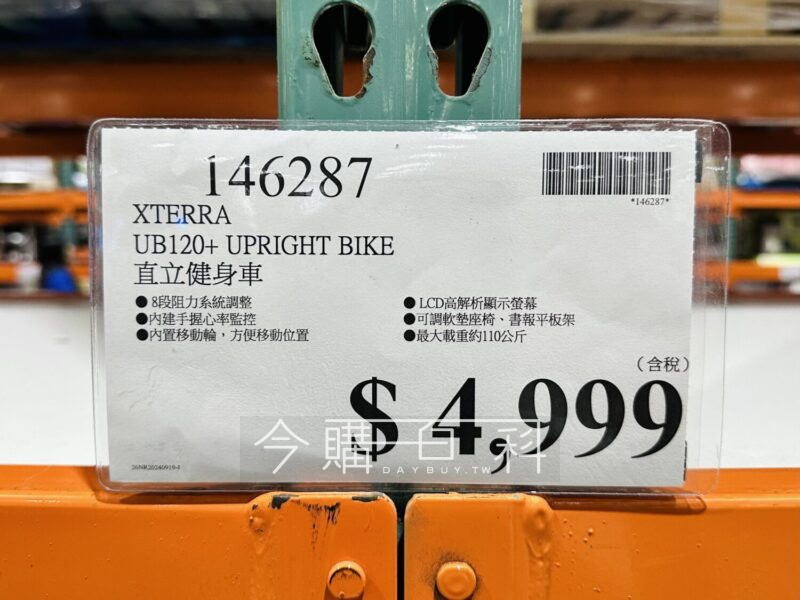 146287
*146287*
XTERRA
UB120+ UPRIGHT BIKE
直立健身車
● 8段阻力系統調整
●內建手握心率監控
●內置移動輪，方便移動位置
● LCD高解析顯示螢幕
●可調軟墊座椅、書報平板架
●最大載重約110公斤
（含稅）
$ 4,999
今購百科
DAYBUY.TW
26NR20240919-J